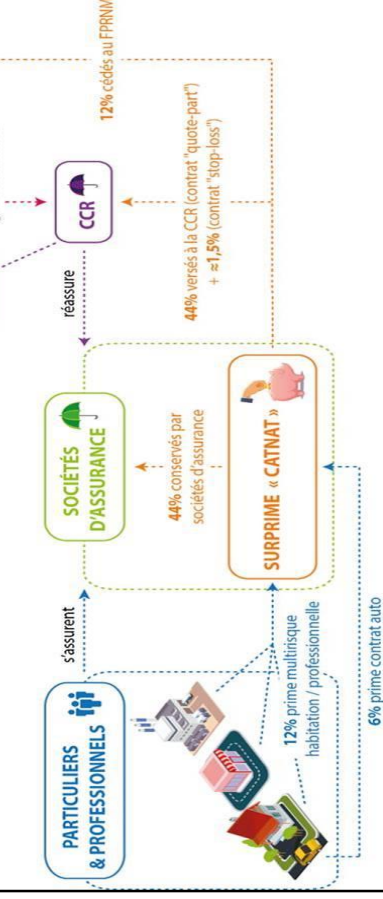 PARTICULIERS
& PROFESSIONNELS
s'assurent
SOCIÉTÉS
D'ASSURANCE
réassure
CCR
12% cédés au FPRNM
44% conservés par
sociétés d'assurance
44% versés à la CCR (contrat "quote-part")
+ ≈1,5% (contrat "stop-loss")
SURPRIME « CATNAT »
12% prime multirisque
habitation / professionnelle
6% prime contrat auto